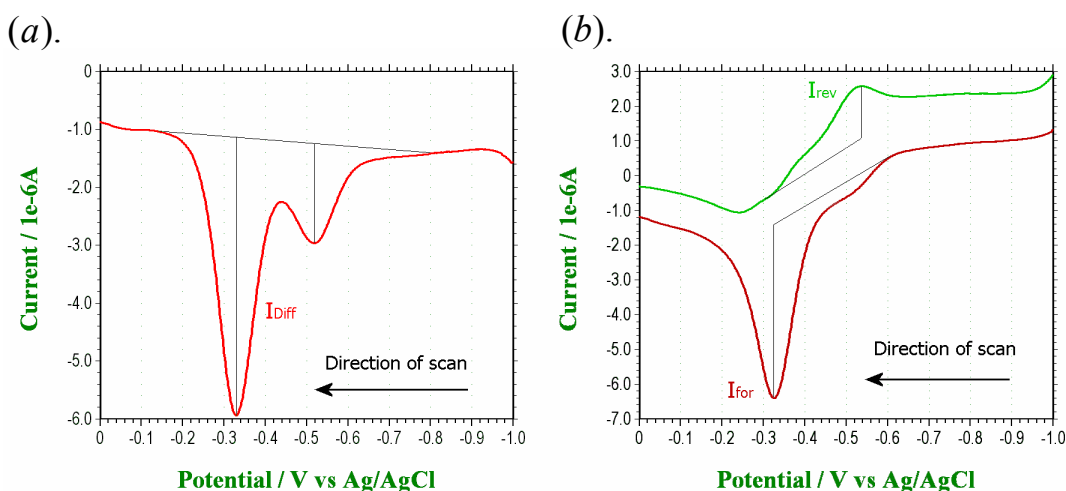 (a).
-0
-1.0
-2.0
-3.0
-4.0
-5.0
-6.0
Current / 1e-6A
IDiff
Direction of scan
0 -0.1 -0.2 -0.3 -0.4 -0.5 -0.6 -0.7 -0.8 -0.9 -1.0
Potential / V vs Ag/AgCl
(b).
3.0
2.0
1.0
0
-1.0
-2.0
-3.0
-4.0
-5.0
-6.0
-7.0
Current / 1e-6A
Irev
Direction of scan
Ifor
0 -0.1 -0.2 -0.3 -0.4 -0.5 -0.6 -0.7 -0.8 -0.9 -1.0
Potential / V vs Ag/AgCl